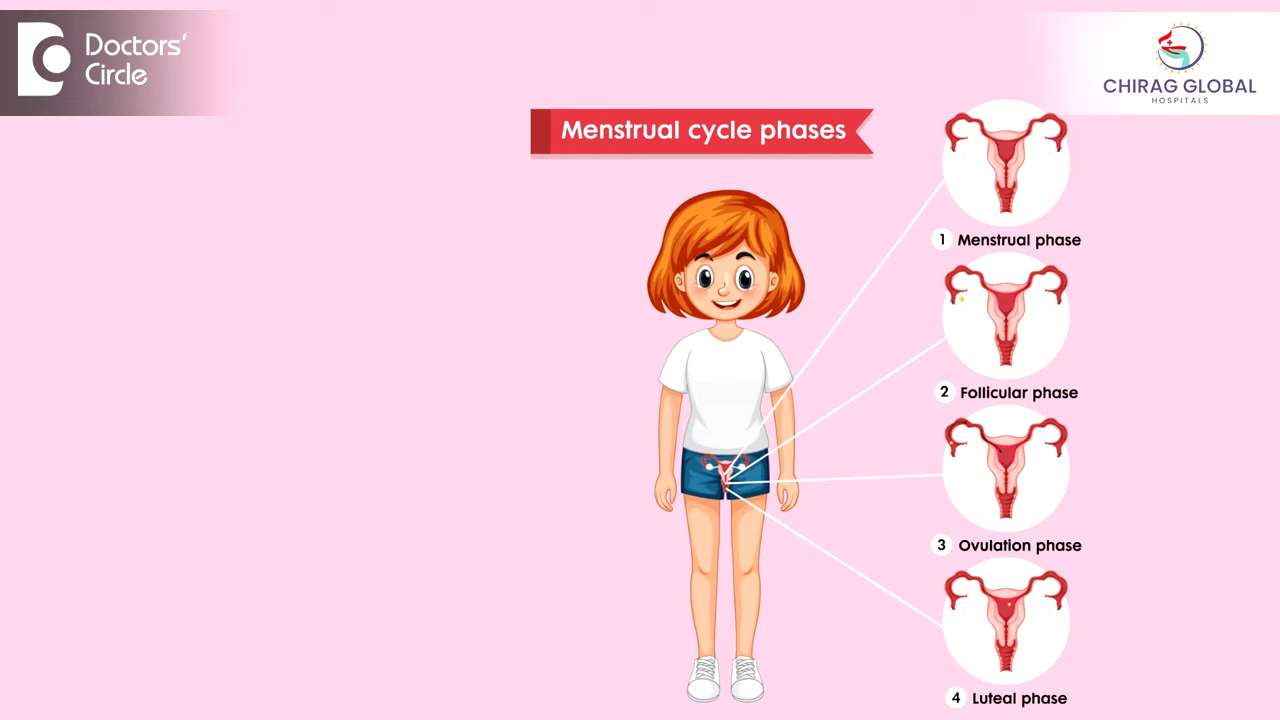 Doctors'
Circle
CHIRAG GLOBAL
HOSPITALS
Menstrual cycle phases
1 Menstrual phase
2 Follicular phase
3 Ovulation phase
4 Luteal phase